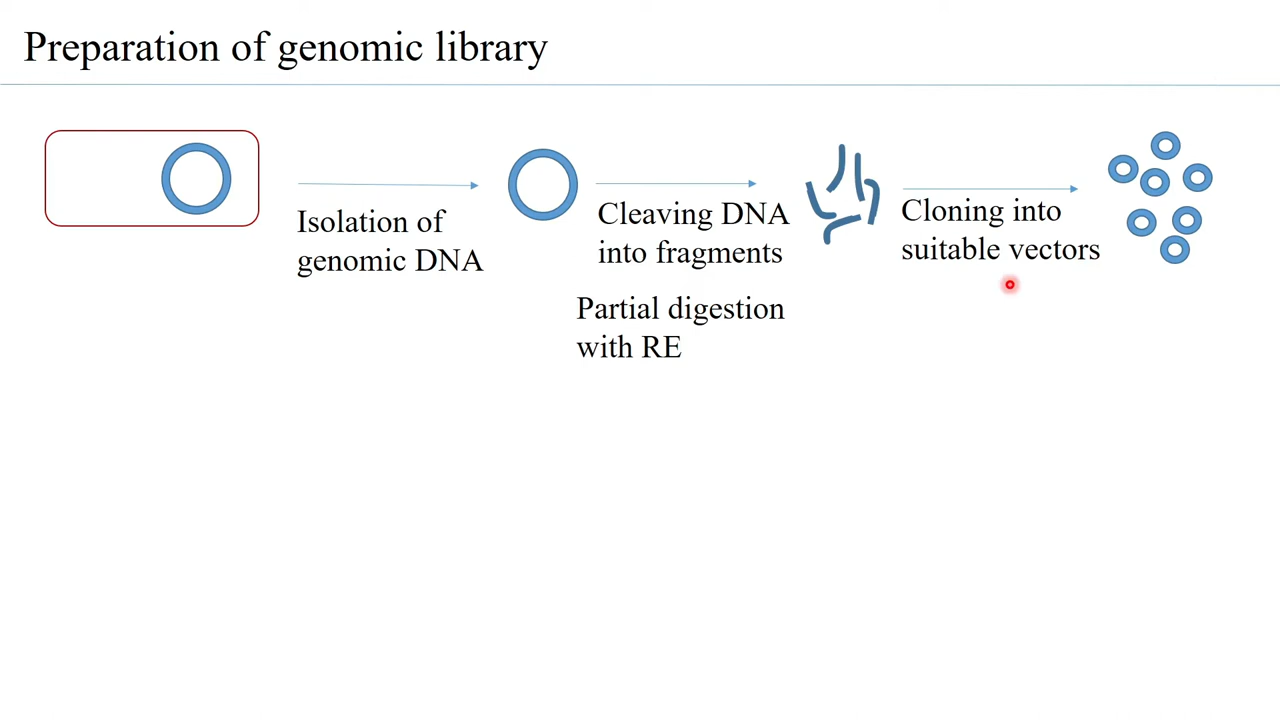 Preparation of genomic library
Isolation of
genomic DNA
Cleaving DNA
into fragments
Partial digestion
with RE
Cloning into
suitable vectors